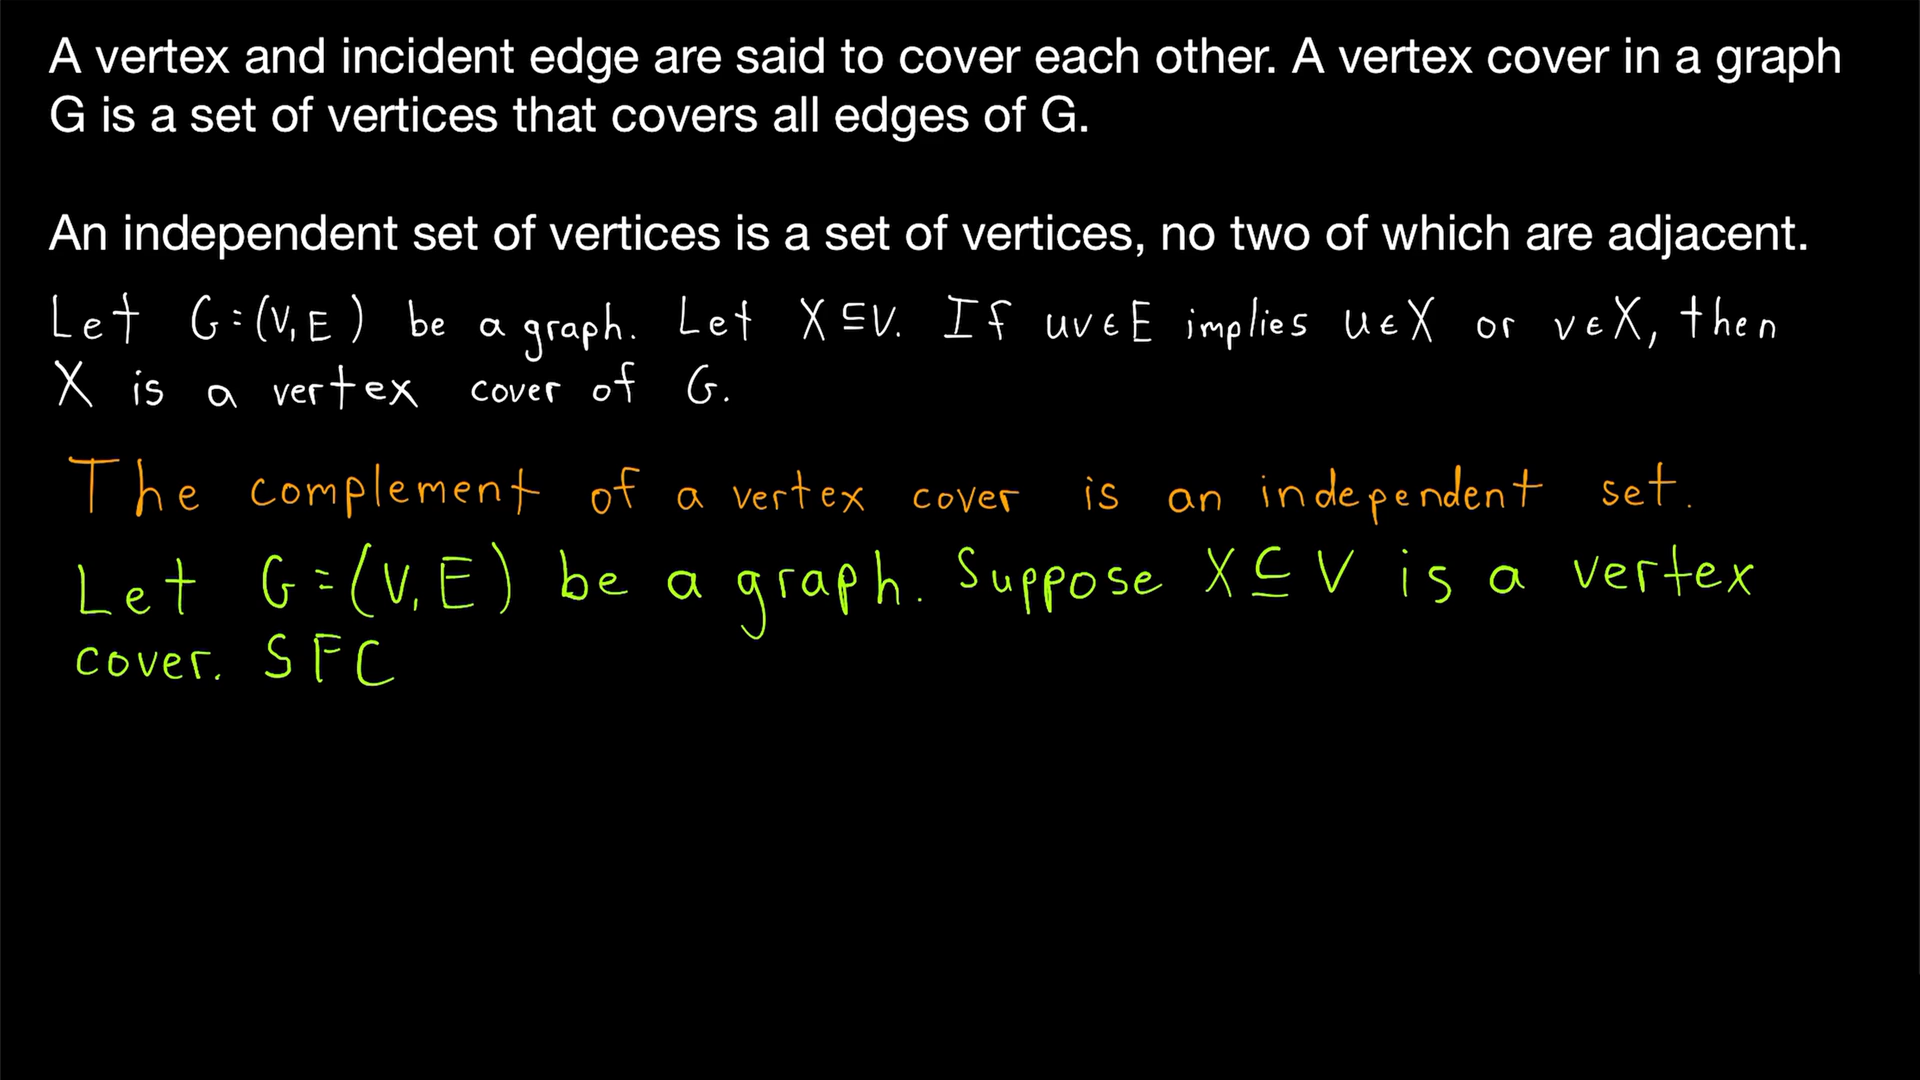 A vertex and incident edge are said to cover each other. A vertex cover in a graph
G is a set of vertices that covers all edges of G.
An independent set of vertices is a set of vertices, no two of which are adjacent.
Let G=(V,E) be a graph. Let X⊆V. If uv∈E implies u∈X or v∈X, then
X is a vertex cover of G.
The complement of a vertex cover is an independent set.
Let G=(V,E) be a graph. Suppose X⊆V is a vertex
cover. SFC